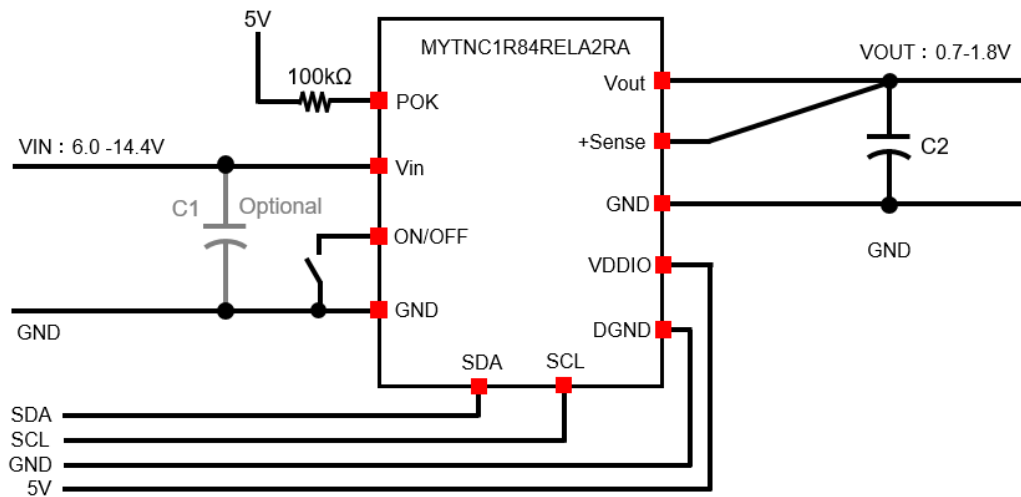 5V
MYTNC1R84RELA2RA
100kΩ
POK
Vout
VOUT : 0.7-1.8V
VIN : 6.0 -14.4V
+Sense
C2
Vin
C1
Optional
GND
ON/OFF
VDDIO
GND
GND
GND
DGND
SDA
SCL
SDA
SCL
GND
5V